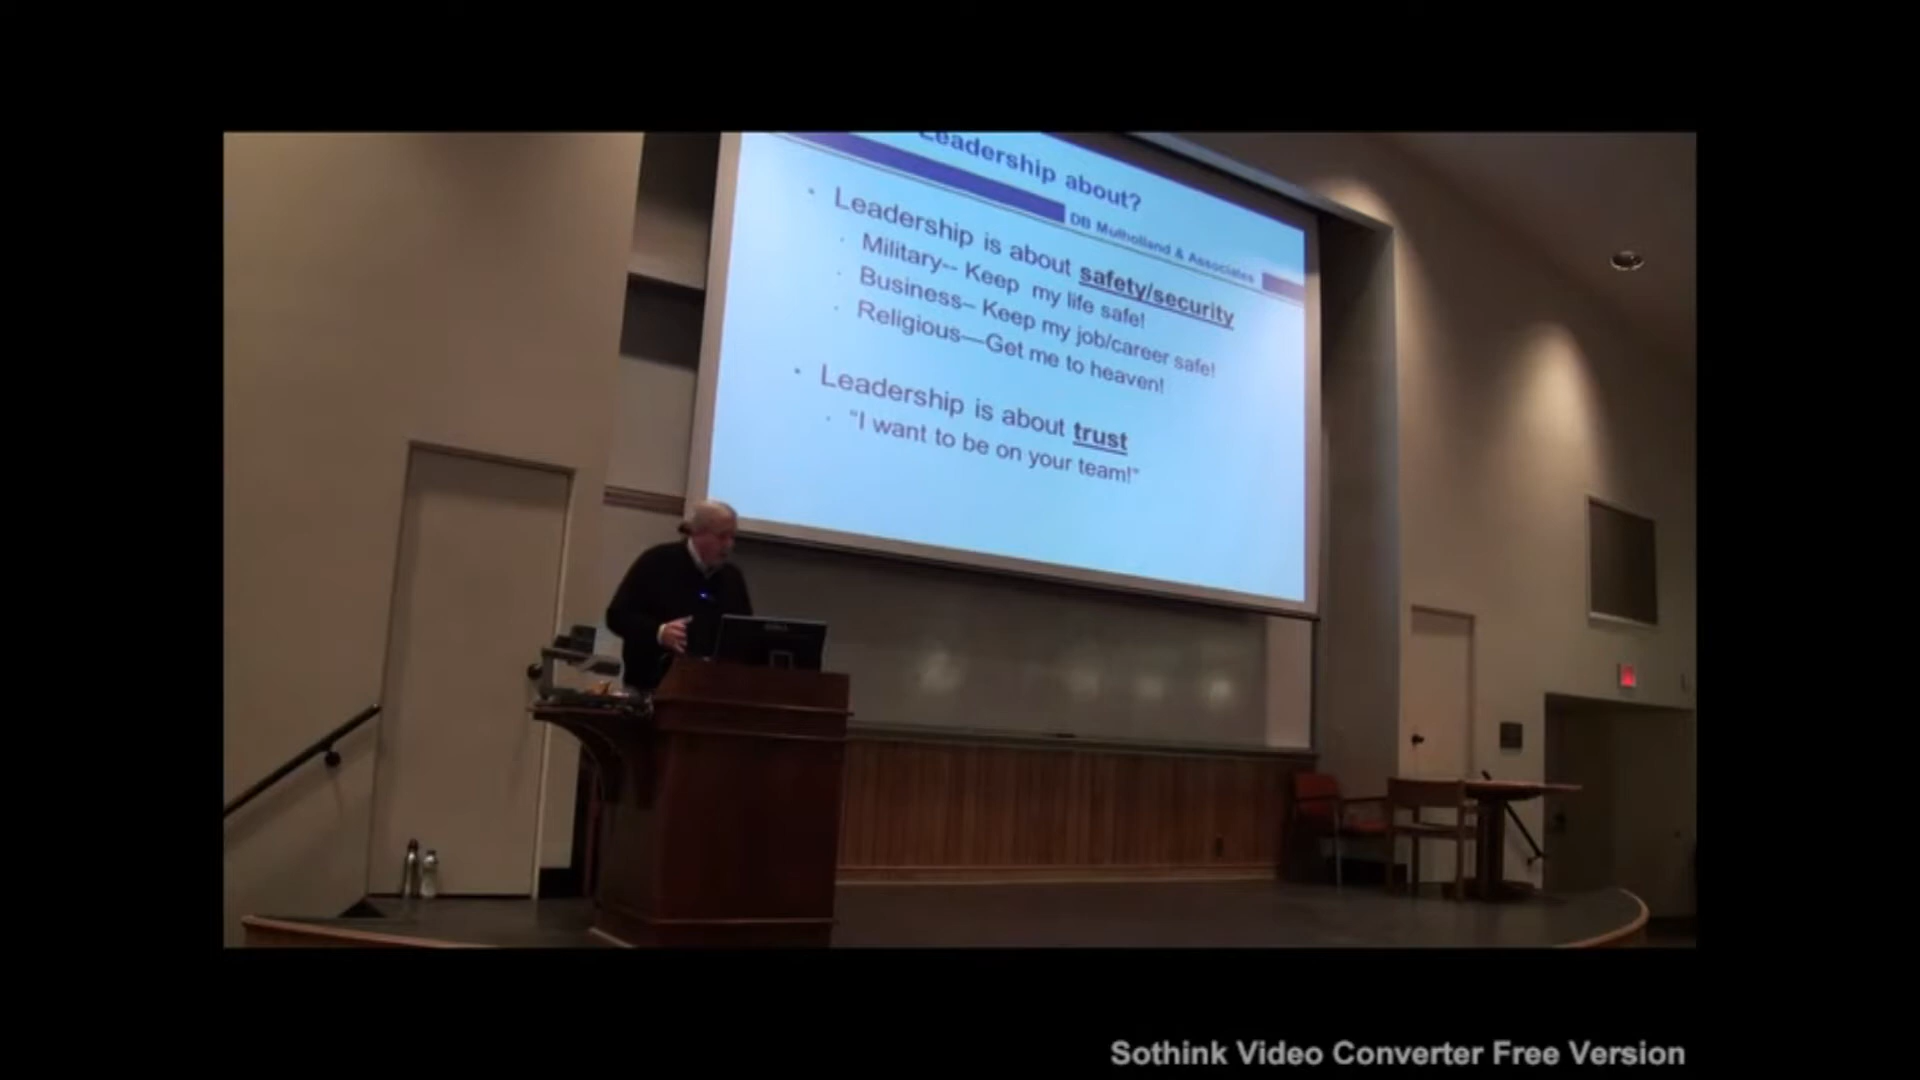 Leadership about?
DB Mulholland & Associates
• Leadership is about safety/security
• Military-- Keep my life safe!
• Business– Keep my job/career safe!
• Religious—Get me to heaven!
• Leadership is about trust
• "I want to be on your team!"
Sothink Video Converter Free Version